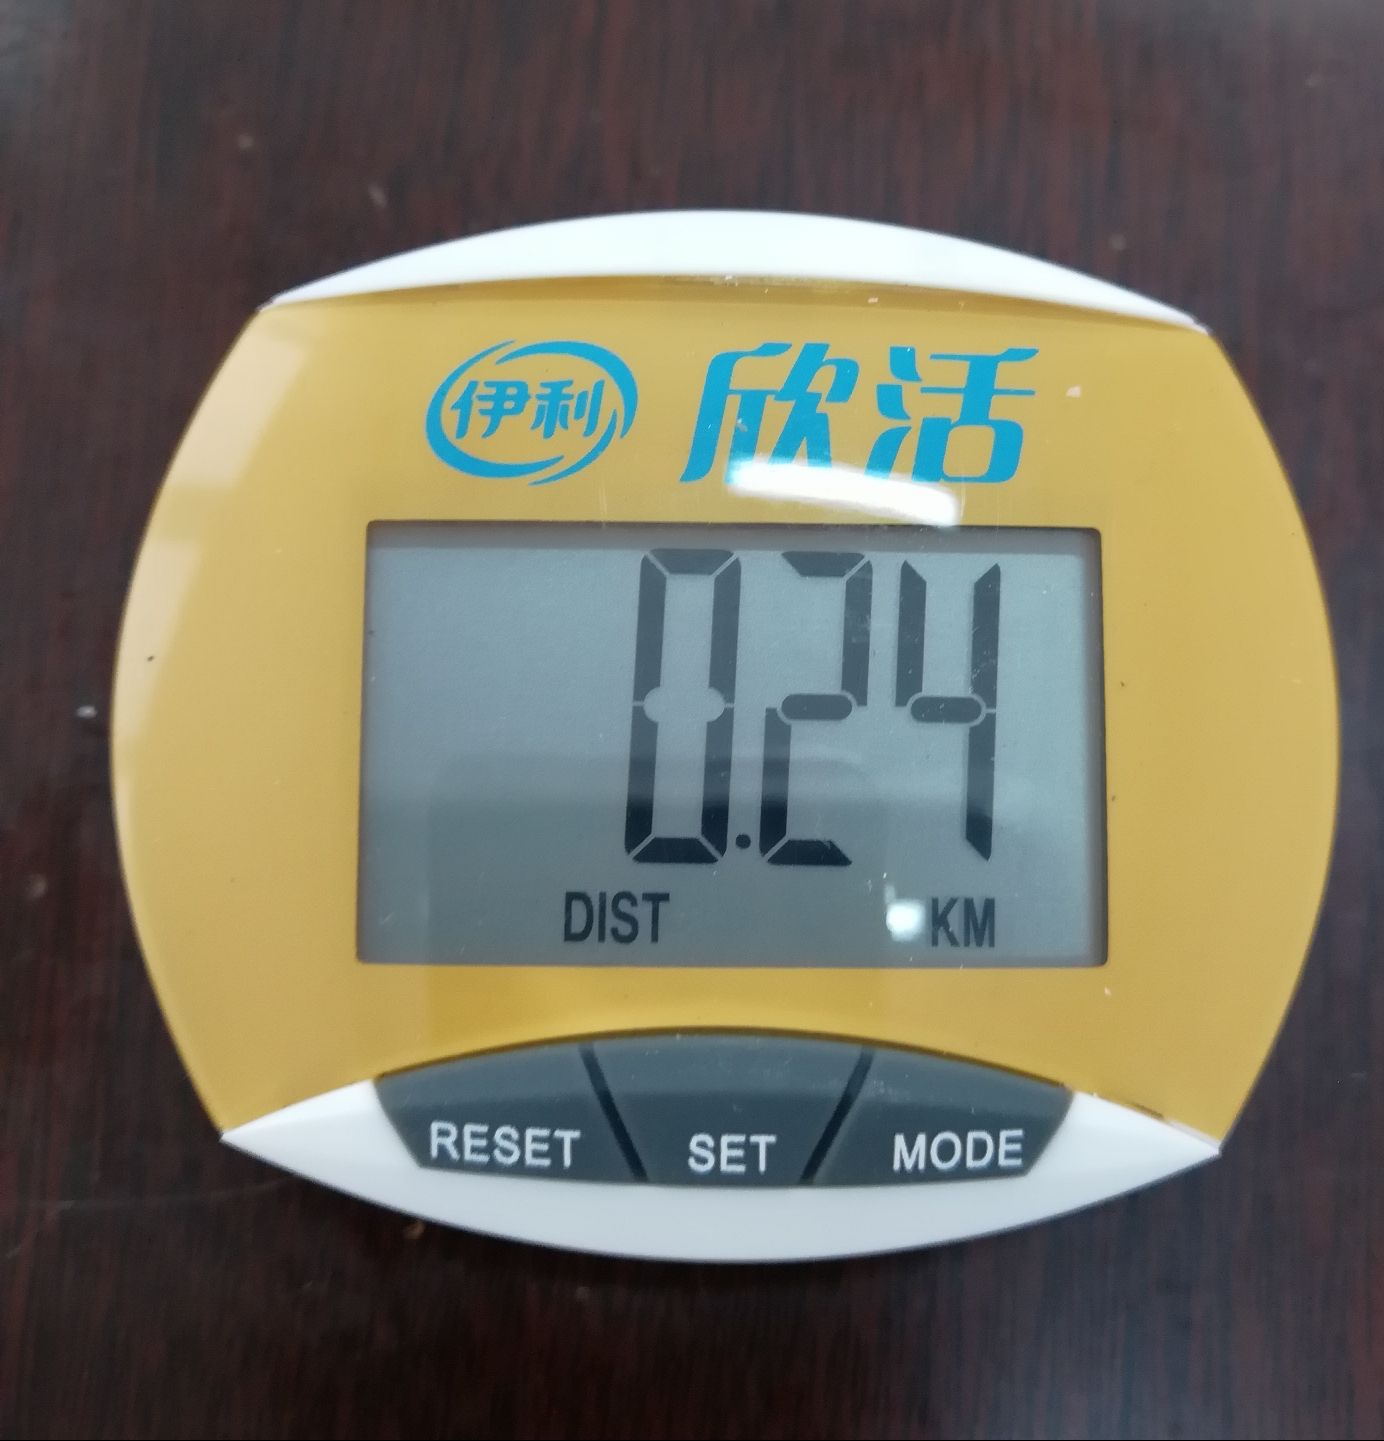 伊利 欣活
0.24
DIST KM
RESET SET MODE